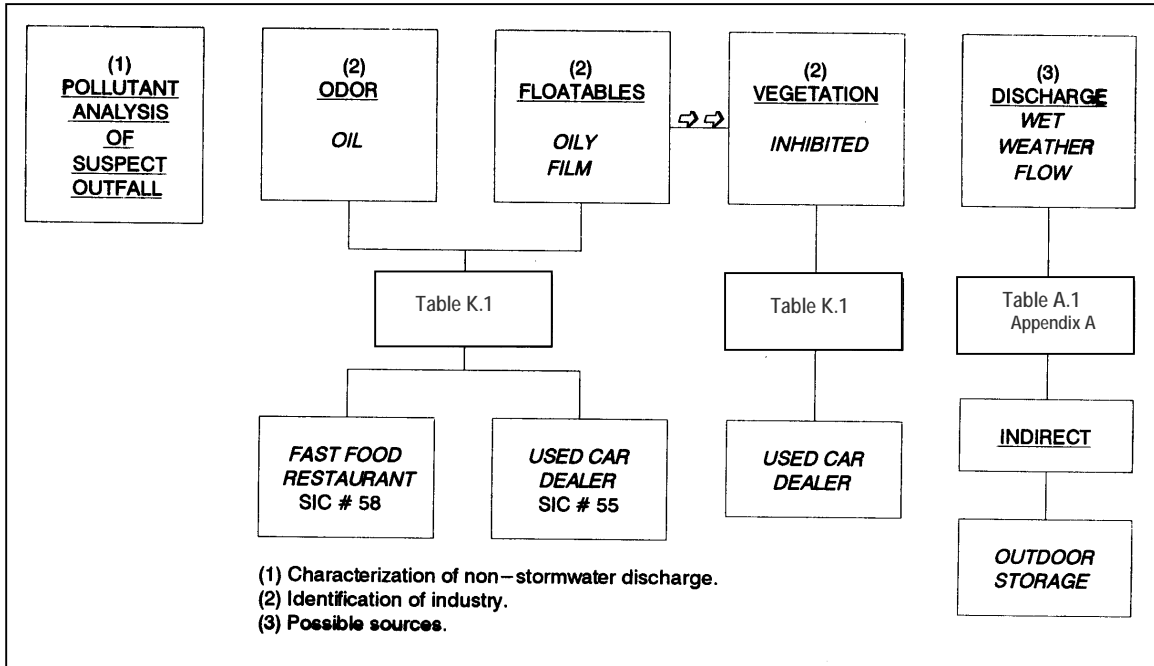 (1)
POLLUTANT
ANALYSIS
OF
SUSPECT
OUTFALL
(2)
ODOR
OIL
(2)
FLOATABLES
OILY
FILM
(2)
VEGETATION
INHIBITED
(3)
DISCHARGE
WET
WEATHER
FLOW
Table K.1
Table K.1
Table A.1
Appendix A
FAST FOOD
RESTAURANT
SIC # 58
USED CAR
DEALER
SIC # 55
USED CAR
DEALER
INDIRECT
OUTDOOR
STORAGE
(1) Characterization of non-stormwater discharge.
(2) Identification of industry.
(3) Possible sources.